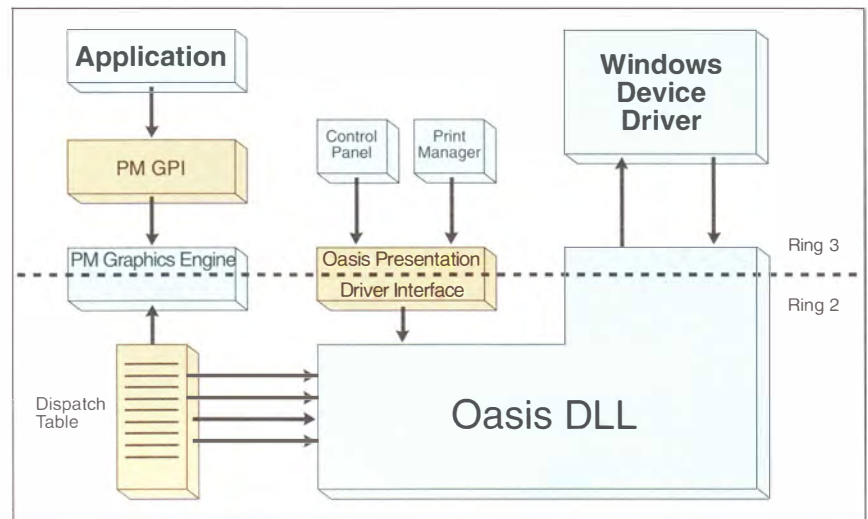 Application
Windows
Device
Driver
Control
Panel
Print
Manager
PM GPI
PM Graphics Engine
Oasis Presentation
Driver Interface
Ring 3
Ring 2
Dispatch
Table
Oasis DLL